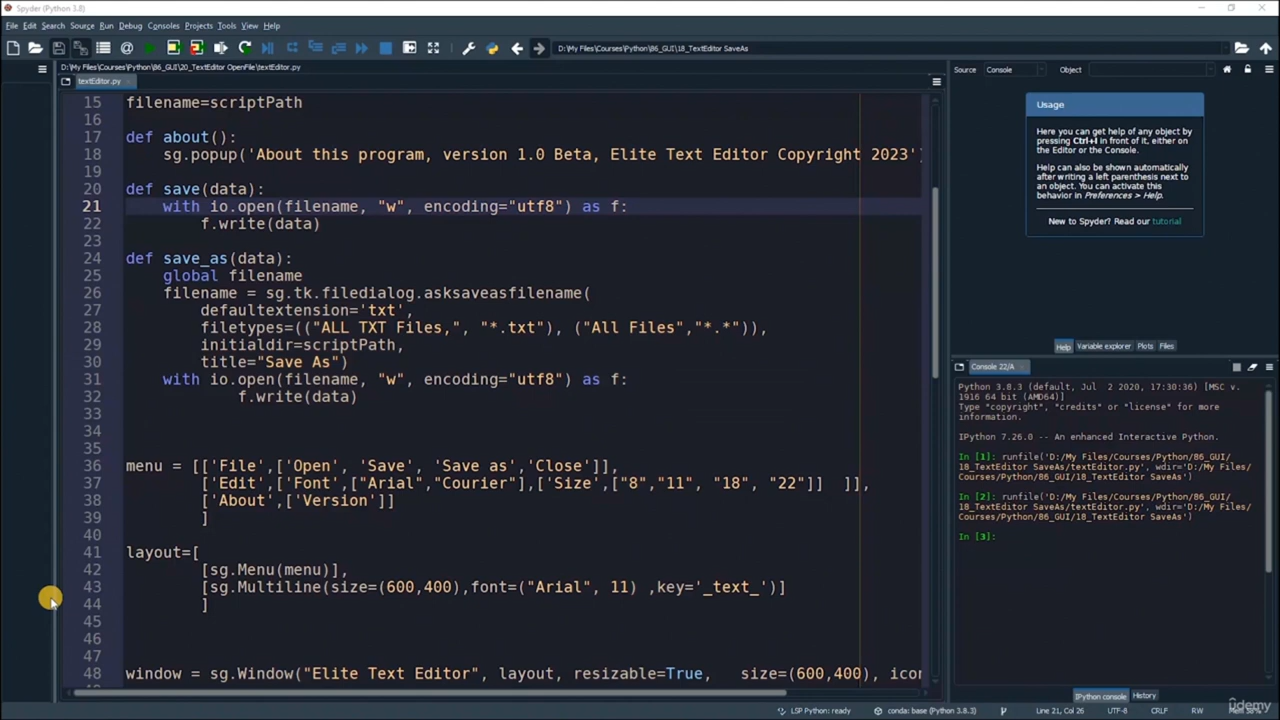 Spyder (Python 3.8)
File Edit Search Source Run Debug Consoles Projects Tools View Help
D:\My Files\Courses\Python\86_GUI\18_TextEditor SaveAs
D:\My Files\Courses\Python\86_GUI\20_TextEditor OpenFile\textEditor.py
textEditor.py
15 filename=scriptPath
16
17 def about():
18 sg.popup('About this program, version 1.0 Beta, Elite Text Editor Copyright 2023'
19
20 def save(data):
21 with io.open(filename, "w", encoding="utf8") as f:
22 f.write(data)
23
24 def save_as(data):
25 global filename
26 filename = sg.tk.filedialog.asksaveasfilename(
27 defaultextension='txt',
28 filetypes=(("ALL TXT Files,", "*.txt"), ("All Files","*.*")),
29 initialdir=scriptPath,
30 title="Save As")
31 with io.open(filename, "w", encoding="utf8") as f:
32 f.write(data)
33
34
35
36 menu = [['File',['Open', 'Save', 'Save as','Close']],
37 ['Edit',['Font',["Arial","Courier"],['Size',["8","11", "18", "22"]] ]],
38 ['About',['Version']]
39 ]
40
41 layout=[
42 [sg.Menu(menu)],
43 [sg.Multiline(size=(600,400),font=("Arial", 11) ,key='_text_')]
44 ]
45
46
47
48 window = sg.Window("Elite Text Editor", layout, resizable=True, size=(600,400), icon
Source Console Object
Usage
Here you can get help of any object by
pressing Ctrl+I in front of it, either on
the Editor or the Console.
Help can also be shown automatically
after writing a left parenthesis next to
an object. You can activate this
behavior in Preferences > Help.
New to Spyder? Read our tutorial
Help Variable explorer Plots Files
Console 22/A
Python 3.8.3 (default, Jul 2 2020, 17:30:36) [MSC v.
1916 64 bit (AMD64)]
Type "copyright", "credits" or "license" for more
information.
IPython 7.26.0 -- An enhanced Interactive Python.
In [1]: runfile('D:/My Files/Courses/Python/86_GUI/
18_TextEditor SaveAs/textEditor.py', wdir='D:/My Files/
Courses/Python/86_GUI/18_TextEditor SaveAs')
In [2]: runfile('D:/My Files/Courses/Python/86_GUI/
18_TextEditor SaveAs/textEditor.py', wdir='D:/My Files/
Courses/Python/86_GUI/18_TextEditor SaveAs')
In [3]:
IPython console History
LSP Python: ready conda: base (Python 3.8.3) Line 21, Col 26 UTF-8 CRLF RW
udemy